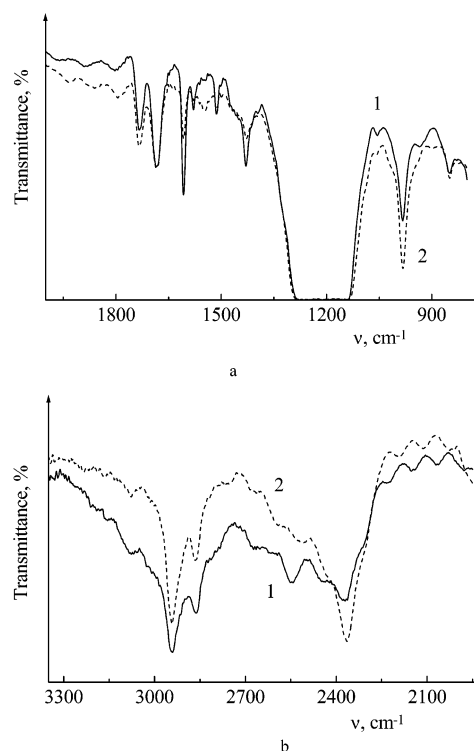 Transmittance, %
1
2
1800
1500
1200
900
ν, cm-1
a
Transmittance, %
2
1
3300
3000
2700
2400
2100
ν, cm-1
b